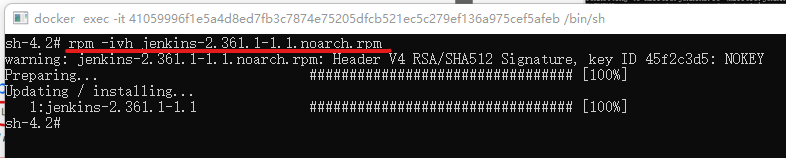 docker  exec -it 41059996f1e5a4d8ed7fb3c7874e75205dfcb521ec5c279ef136a975cef5afeb /bin/sh
sh-4.2# rpm -ivh jenkins-2.361.1-1.1.noarch.rpm
warning: jenkins-2.361.1-1.1.noarch.rpm: Header V4 RSA/SHA512 Signature, key ID 45f2c3d5: NOKEY
Preparing...                          ################################# [100%]
Updating / installing...
   1:jenkins-2.361.1-1.1              ################################# [100%]
sh-4.2#